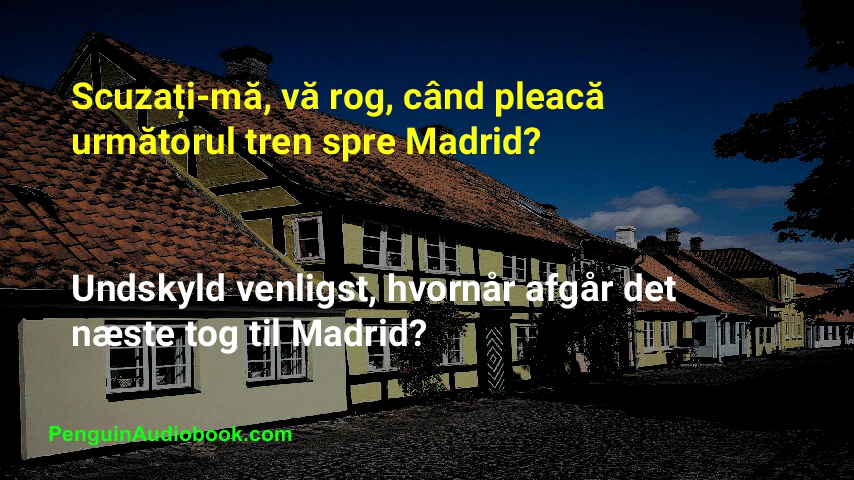 Scuzați-mă, vă rog, când pleacă
următorul tren spre Madrid?
Undskyld venligst, hvornår afgår det
næste tog til Madrid?
PenguinAudiobook.com